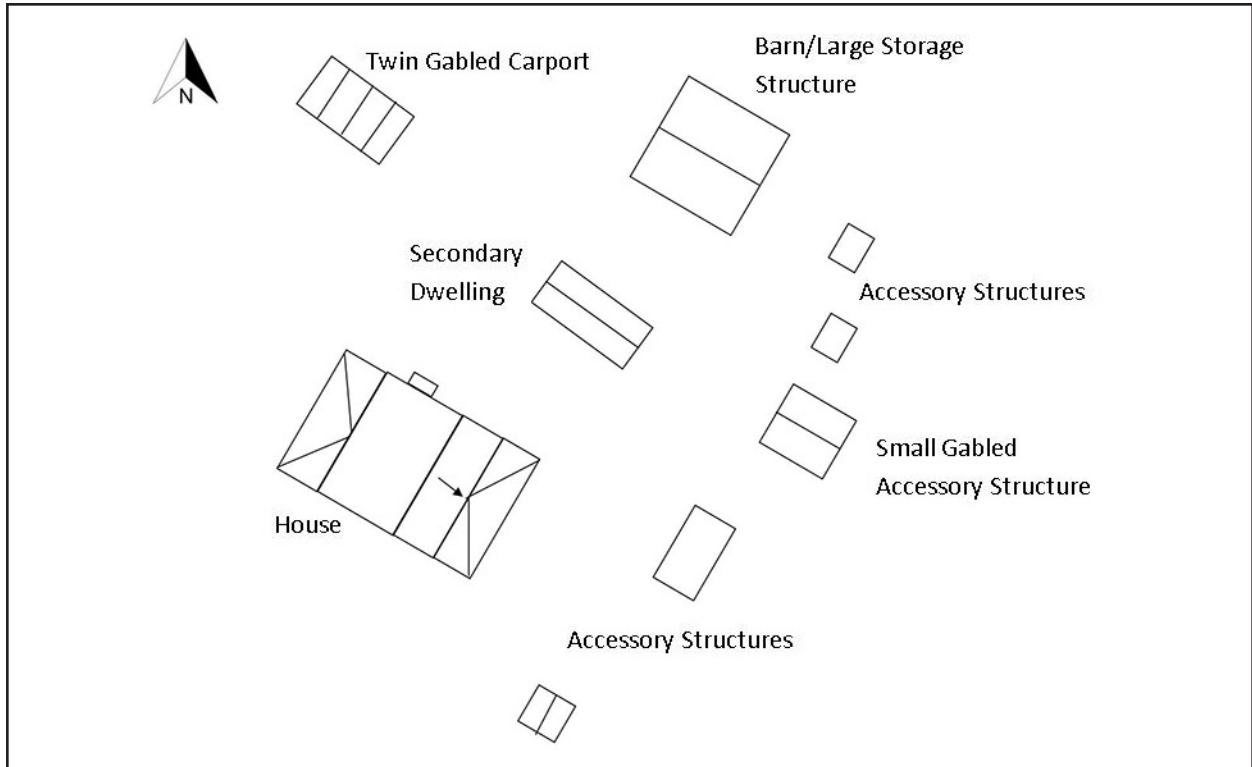 Twin Gabled Carport
Barn/Large Storage
Structure
N
Secondary
Dwelling
Accessory Structures
Small Gabled
Accessory Structure
House
Accessory Structures